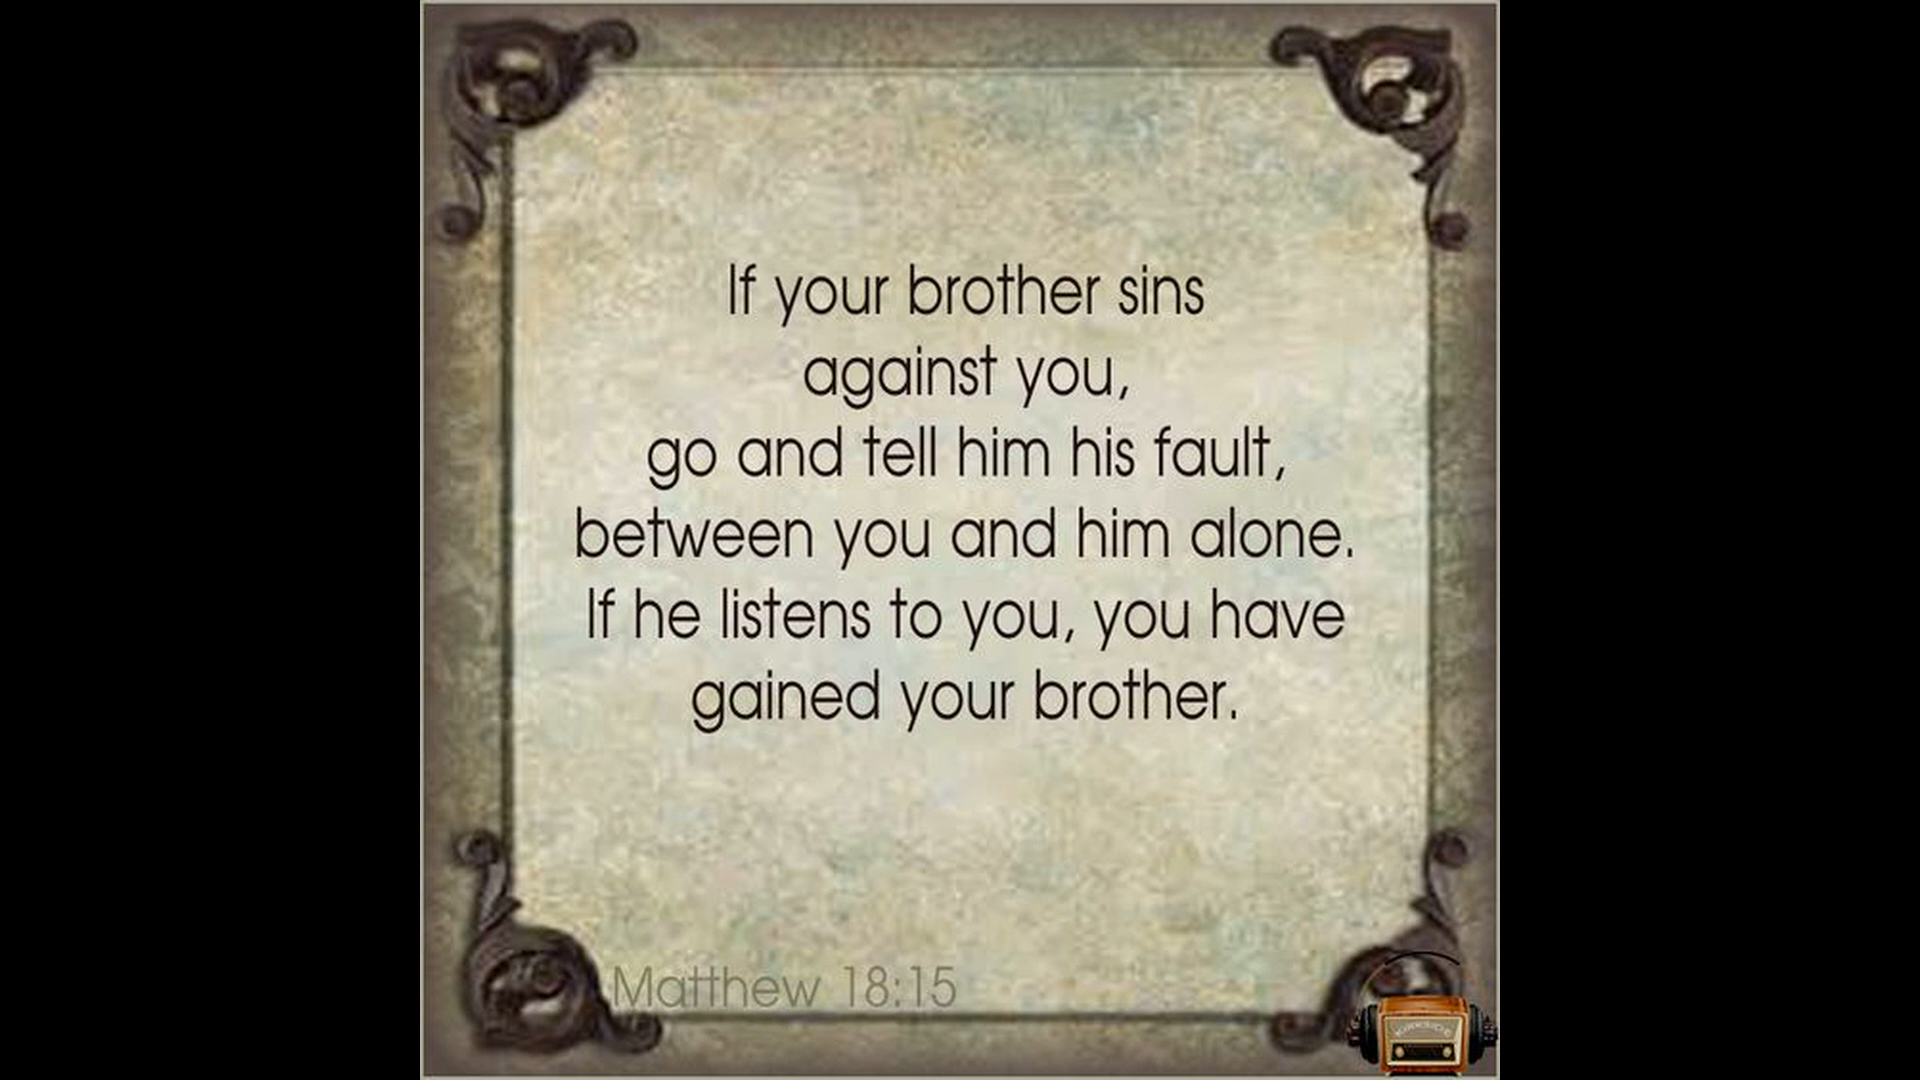 If your brother sins
against you,
go and tell him his fault,
between you and him alone.
If he listens to you, you have
gained your brother.
Matthew 18:15